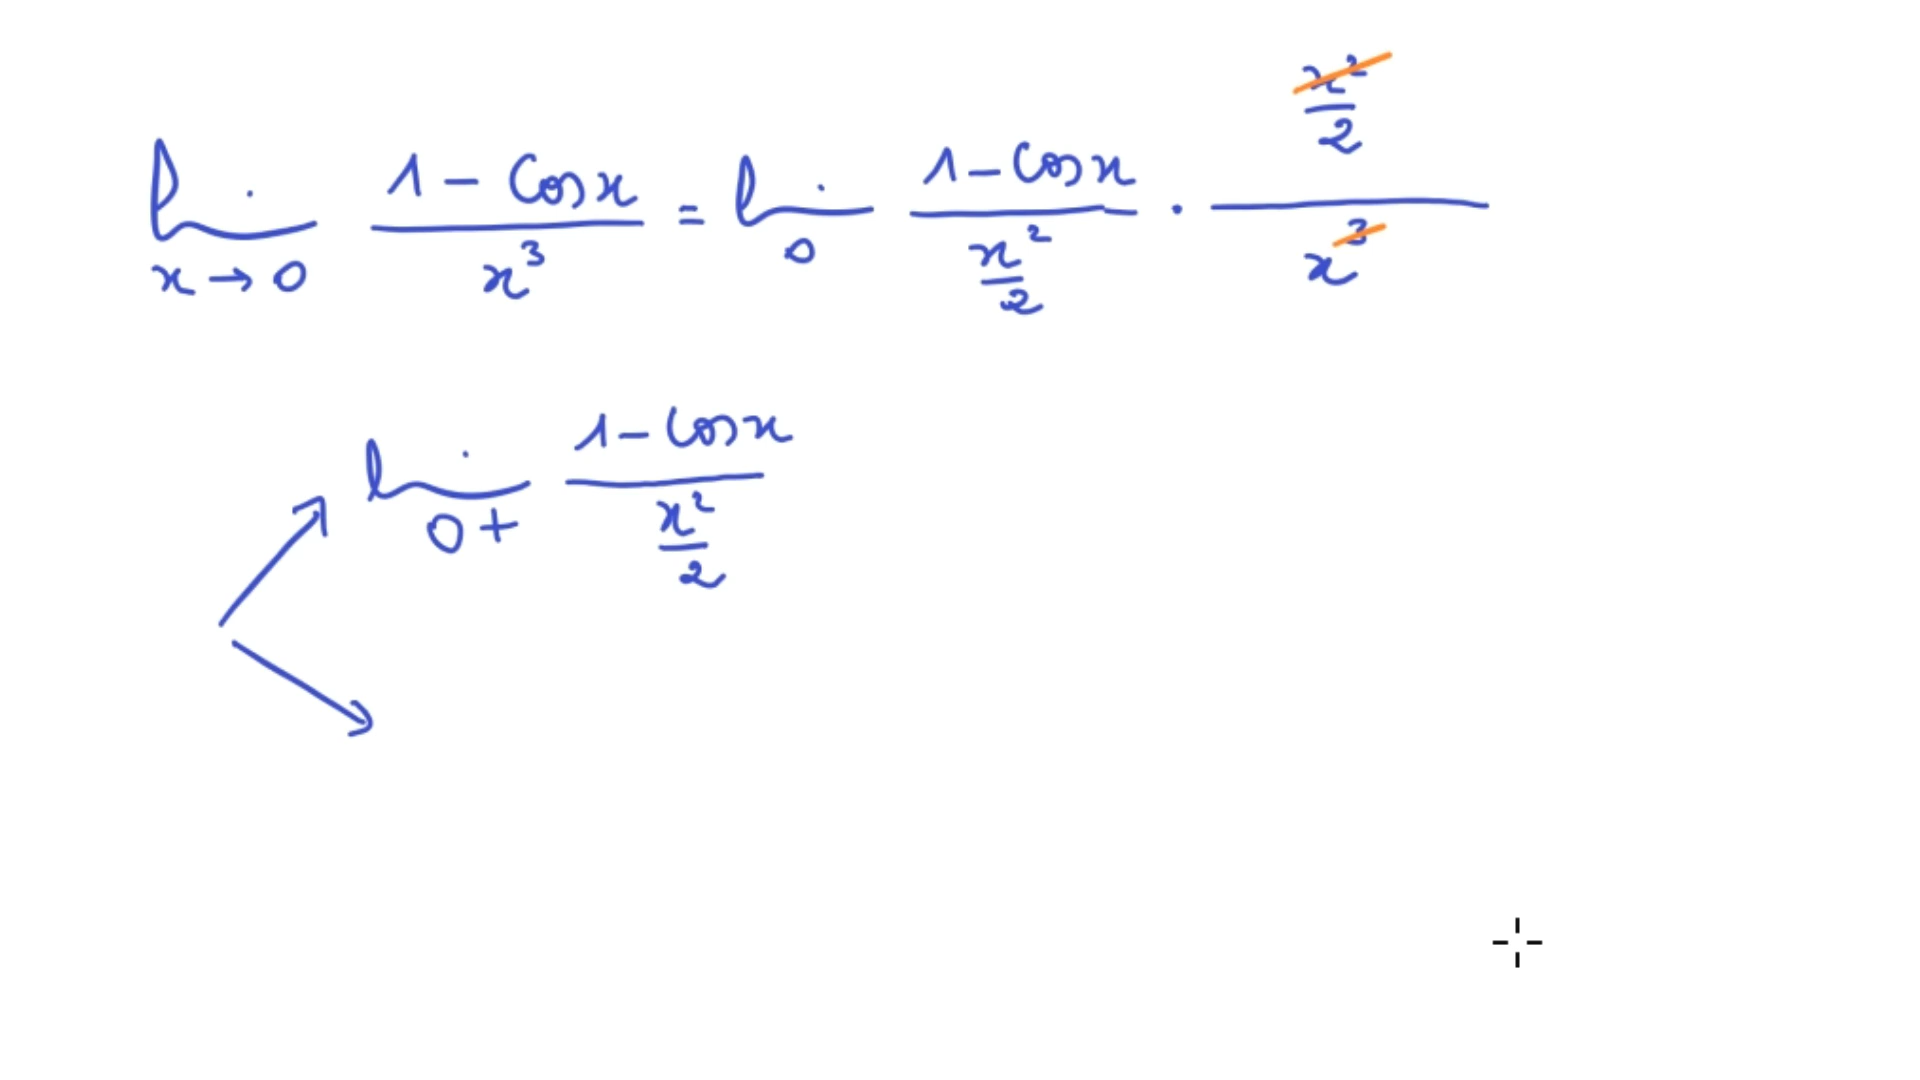 lim x→0 (1 - Cos x)/x³ = lim 0 (1 - Cos x)/(x²/2) · (x²/2)/x³
lim 0+ (1 - Cos x)/(x²/2)